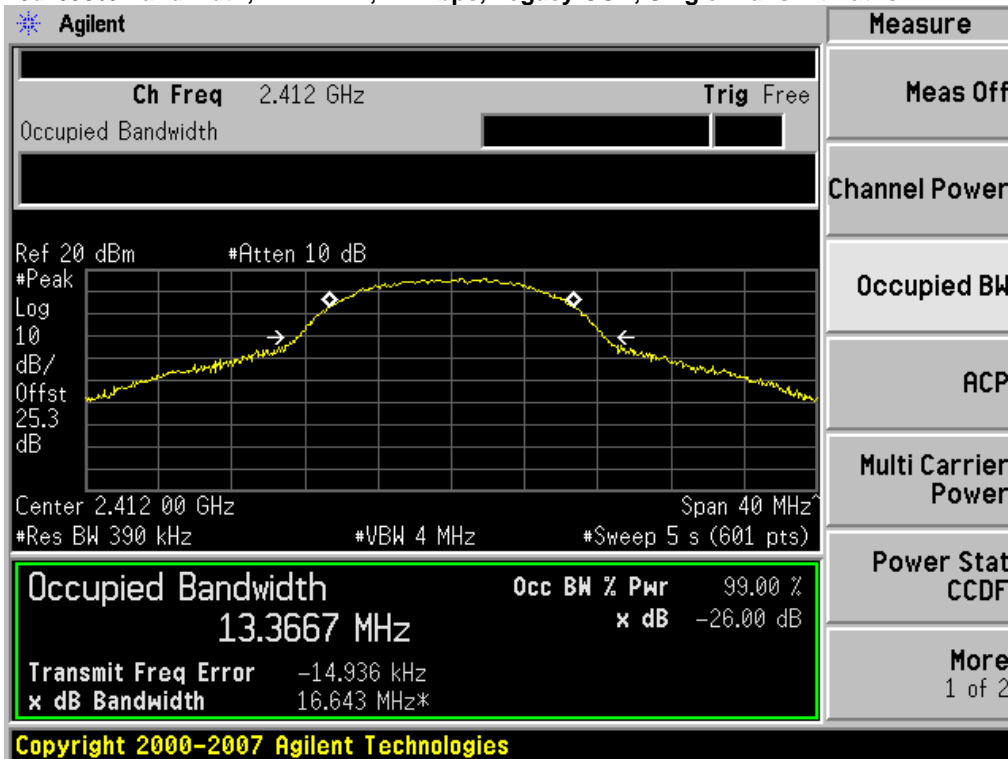 Agilent
Measure
Ch Freq 2.412 GHz Trig Free
Occupied Bandwidth
Meas Off
Channel Power
Occupied BW
ACP
Multi Carrier
Power
Power Stat
CCDF
More
1 of 2
Ref 20 dBm #Atten 10 dB
#Peak
Log
10
dB/
Offst
25.3
dB
Center 2.412 00 GHz Span 40 MHz^
#Res BW 390 kHz #VBW 4 MHz #Sweep 5 s (601 pts)
Occupied Bandwidth Occ BW % Pwr 99.00 %
13.3667 MHz x dB -26.00 dB
Transmit Freq Error -14.936 kHz
x dB Bandwidth 16.643 MHz*
Copyright 2000-2007 Agilent Technologies